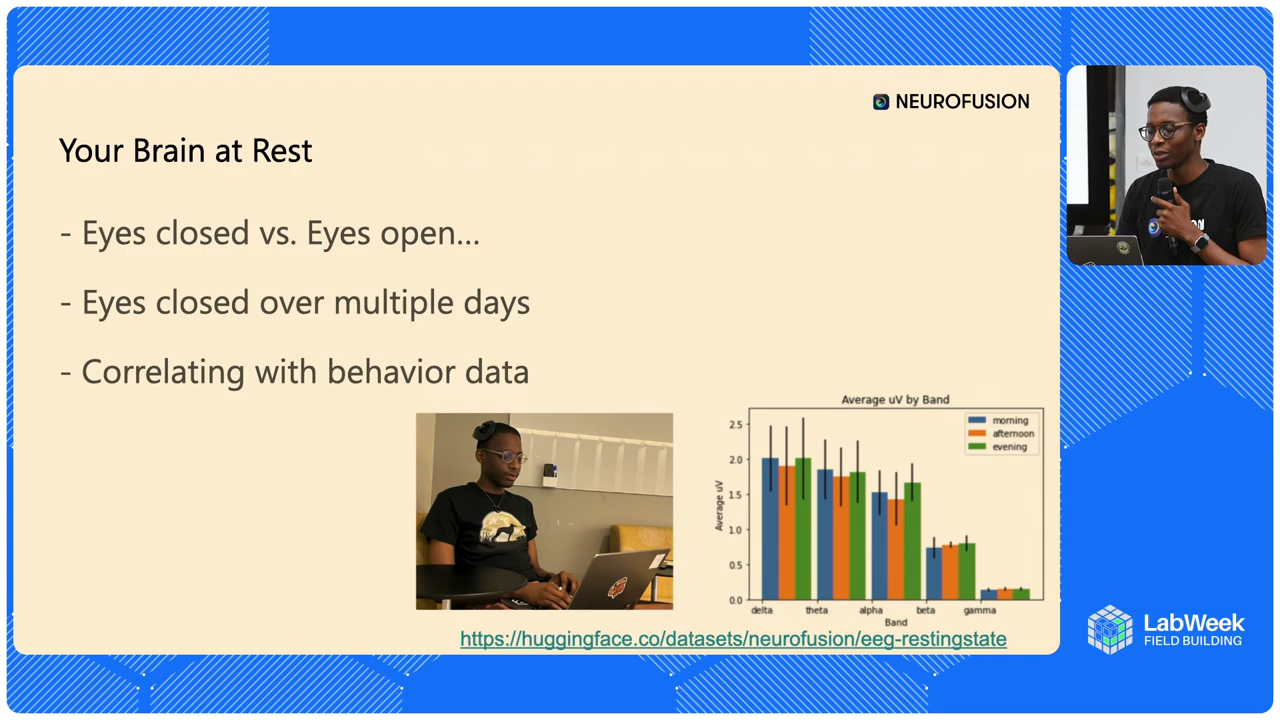 NEUROFUSION
Your Brain at Rest
- Eyes closed vs. Eyes open...
- Eyes closed over multiple days
- Correlating with behavior data
Average uV by Band
morning
afternoon
evening
2.5
2.0
1.5
1.0
0.5
0.0
Average uV
delta theta alpha beta gamma
Band
https://huggingface.co/datasets/neurofusion/eeg-restingstate
LabWeek
FIELD BUILDING